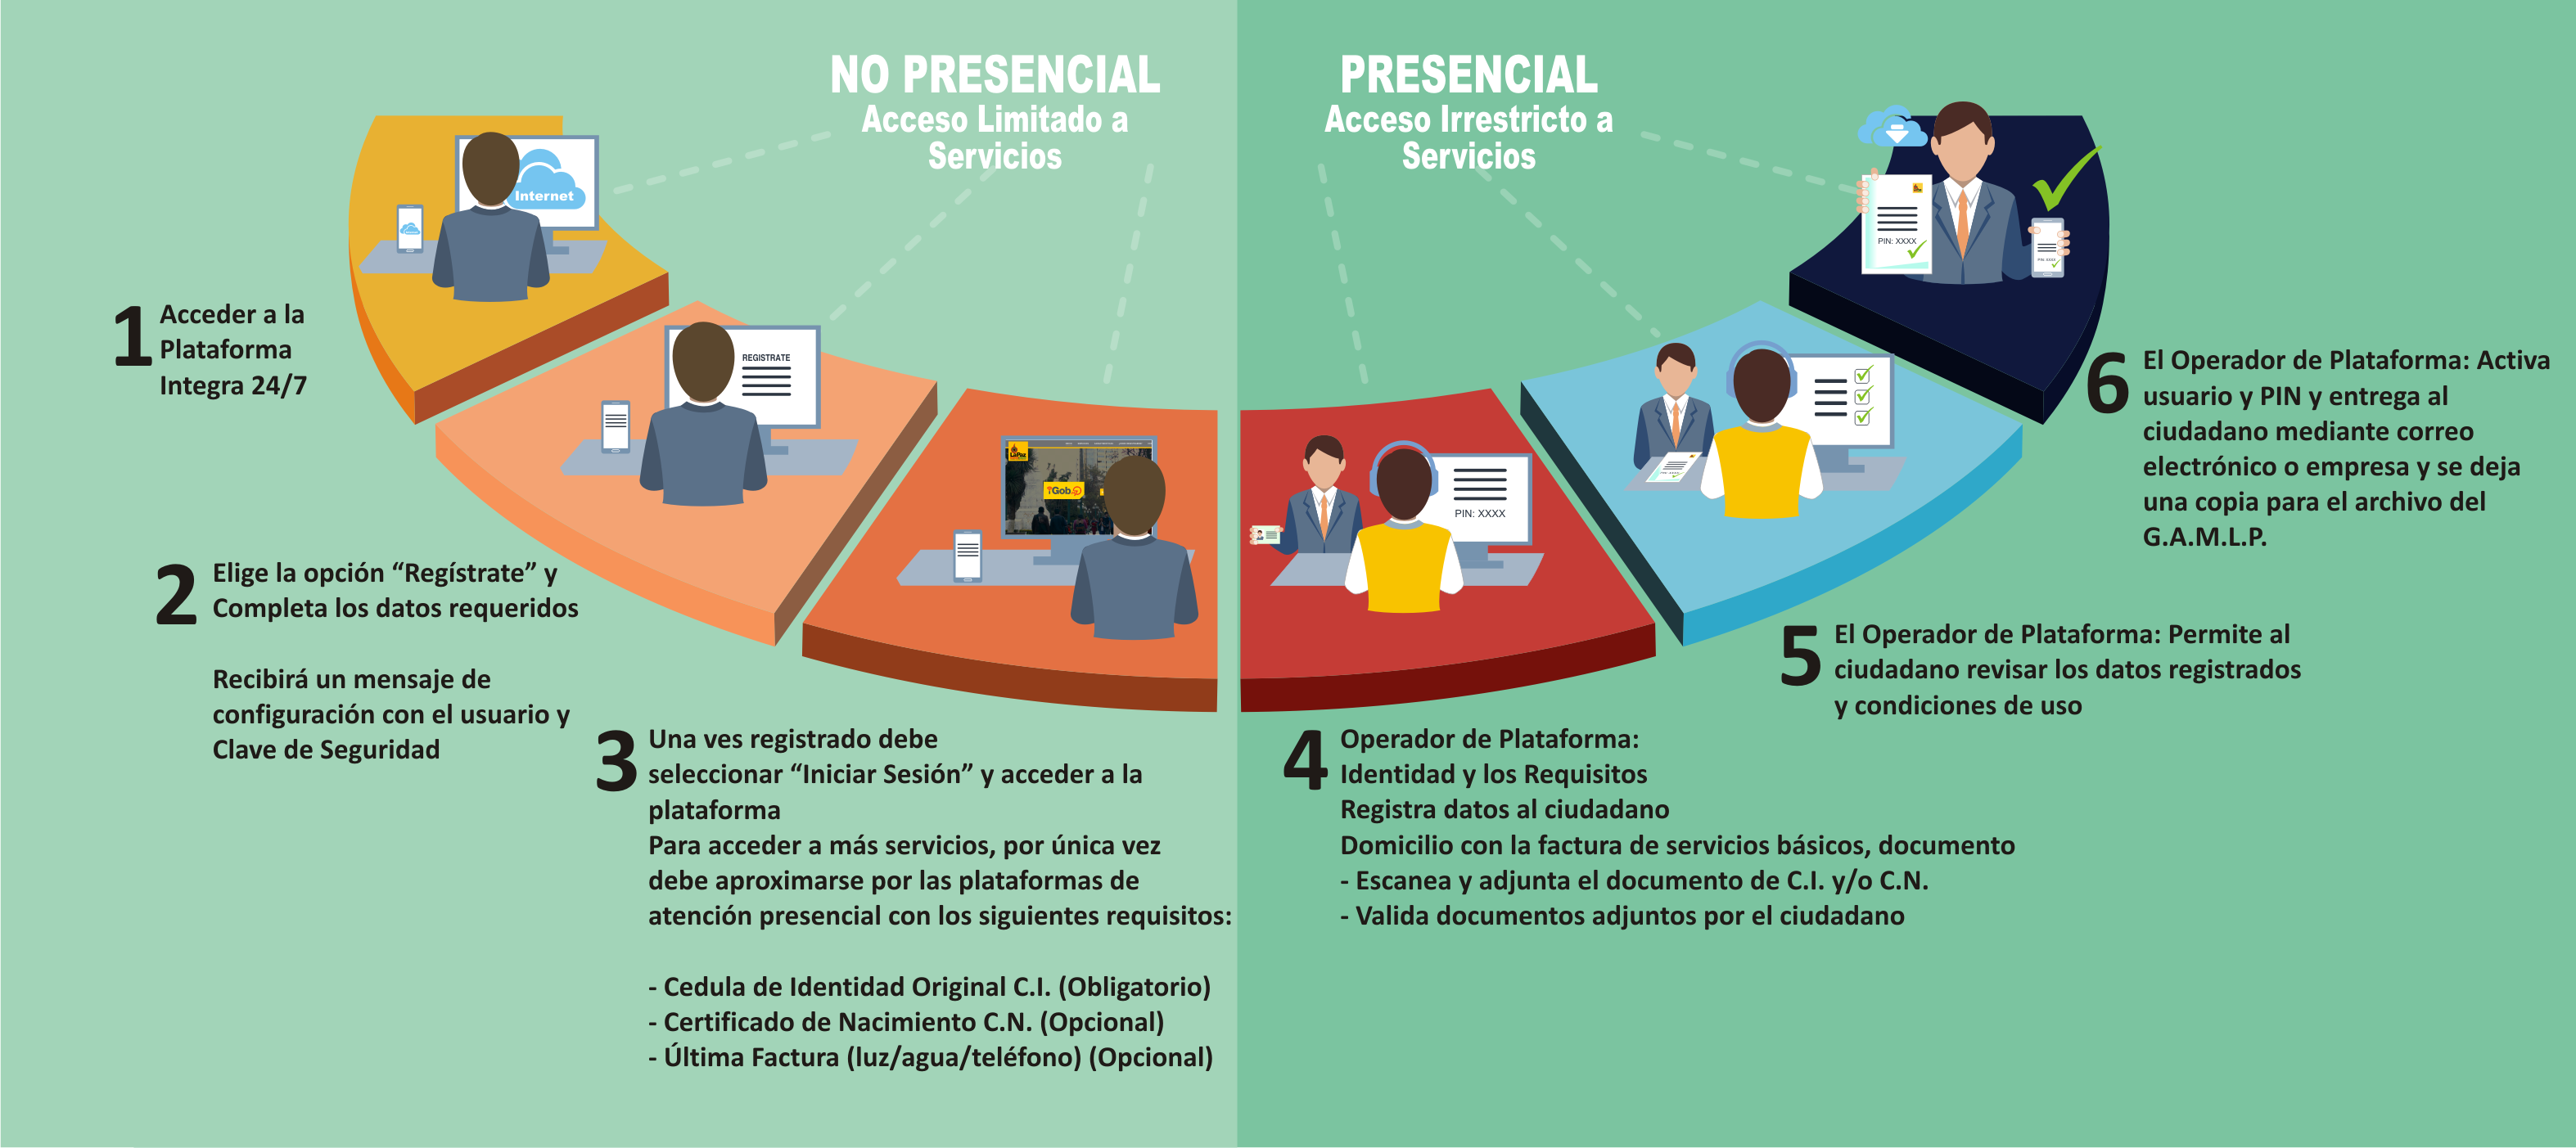 NO PRESENCIAL
Acceso Limitado a
Servicios
PRESENCIAL
Acceso Irrestricto a
Servicios
Internet
1
Acceder a la
Plataforma
Integra 24/7
REGISTRATE
2
Elige la opción “Regístrate” y
Completa los datos requeridos
Recibirá un mensaje de
configuración con el usuario y
Clave de Seguridad
LaPaz
iGob
3
Una ves registrado debe
seleccionar “Iniciar Sesión” y acceder a la
plataforma
Para acceder a más servicios, por única vez
debe aproximarse por las plataformas de
atención presencial con los siguientes requisitos:
- Cedula de Identidad Original C.I. (Obligatorio)
- Certificado de Nacimiento C.N. (Opcional)
- Última Factura (luz/agua/teléfono) (Opcional)
PIN: XXXX
4
Operador de Plataforma:
Identidad y los Requisitos
Registra datos al ciudadano
Domicilio con la factura de servicios básicos, documento
- Escanea y adjunta el documento de C.I. y/o C.N.
- Valida documentos adjuntos por el ciudadano
5
El Operador de Plataforma: Permite al
ciudadano revisar los datos registrados
y condiciones de uso
PIN: XXXX
PIN: XXXX
6
El Operador de Plataforma: Activa
usuario y PIN y entrega al
ciudadano mediante correo
electrónico o empresa y se deja
una copia para el archivo del
G.A.M.L.P.